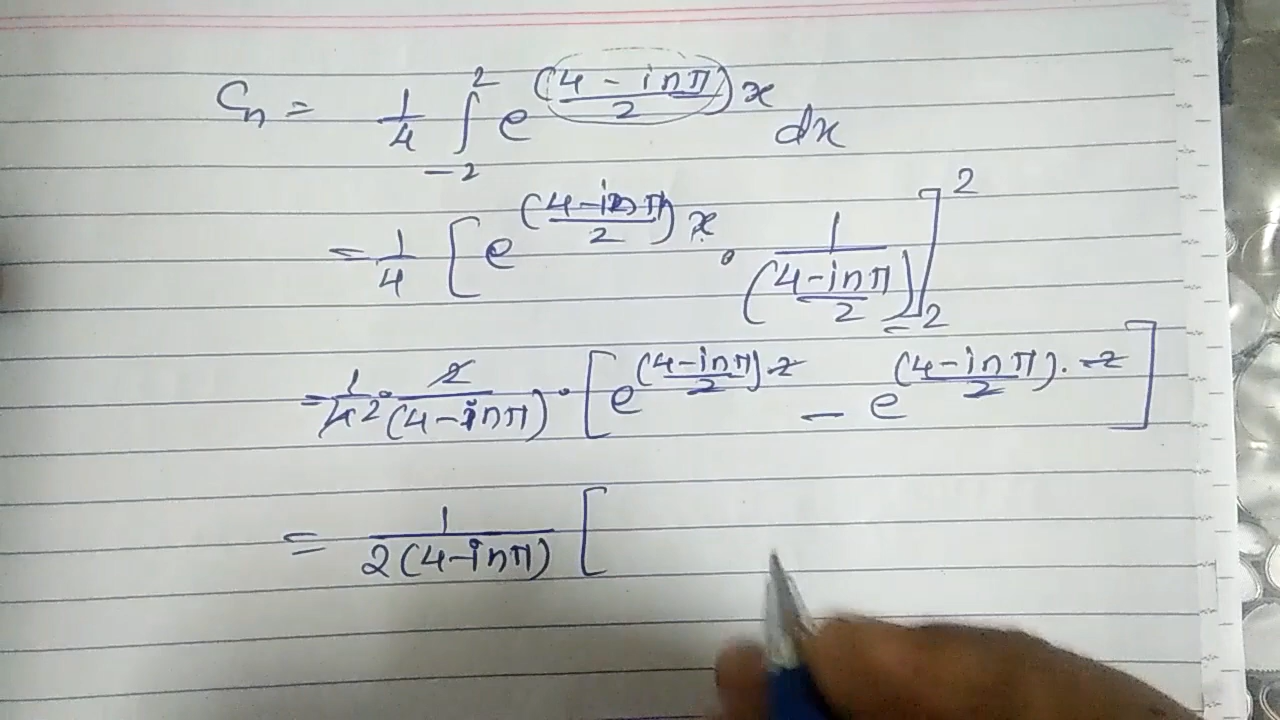 Cn = 1/4 ∫_{-2}^{2} e^{((4-inπ)/2)x} dx
= 1/4 [ e^{((4-inπ)/2)x} · 1/((4-inπ)/2) ]_{-2}^{2}
= 1/4 2 · 2/(4-inπ) · [ e^{((4-inπ)/2)·2} - e^{((4-inπ)/2)·-2} ]
= 1/(2(4-inπ)) [